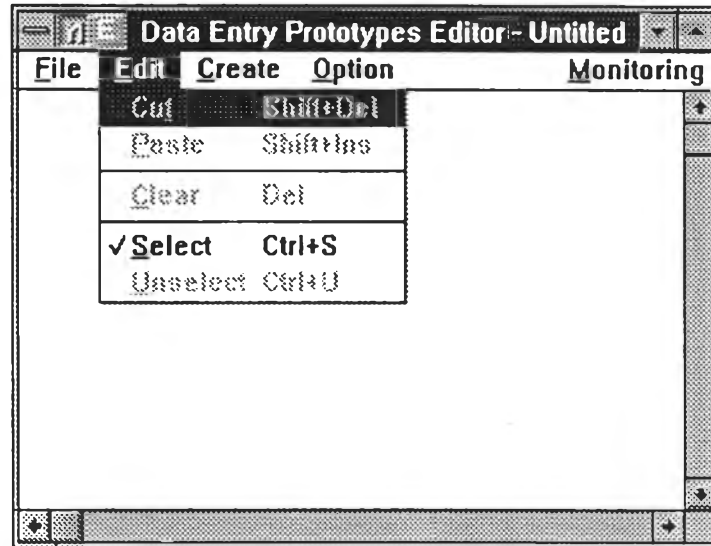 Data Entry Prototypes Editor - Untitled
File Edit Create Option Monitoring
Cut Shift+Del
Paste Shift+Ins
Clear Del
✓ Select Ctrl+S
Unselect Ctrl+U